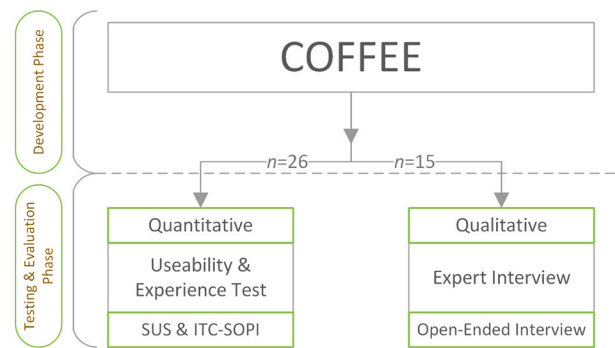 Development Phase
COFFEE
n=26
n=15
Testing & Evaluation
Phase
Quantitative
Useability &
Experience Test
SUS & ITC-SOPI
Qualitative
Expert Interview
Open-Ended Interview